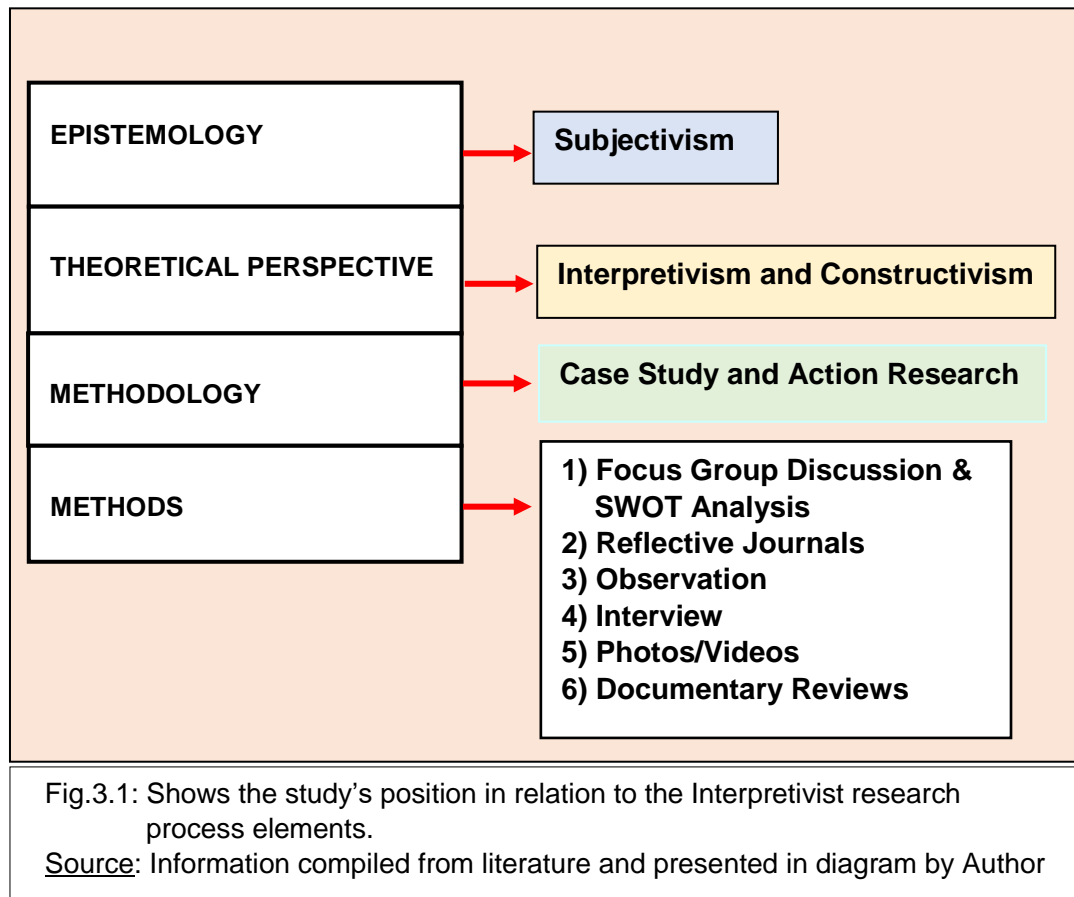 EPISTEMOLOGY
Subjectivism
THEORETICAL PERSPECTIVE
Interpretivism and Constructivism
METHODOLOGY
Case Study and Action Research
METHODS
1) Focus Group Discussion &
SWOT Analysis
2) Reflective Journals
3) Observation
4) Interview
5) Photos/Videos
6) Documentary Reviews
Fig.3.1: Shows the study’s position in relation to the Interpretivist research
process elements.
Source: Information compiled from literature and presented in diagram by Author